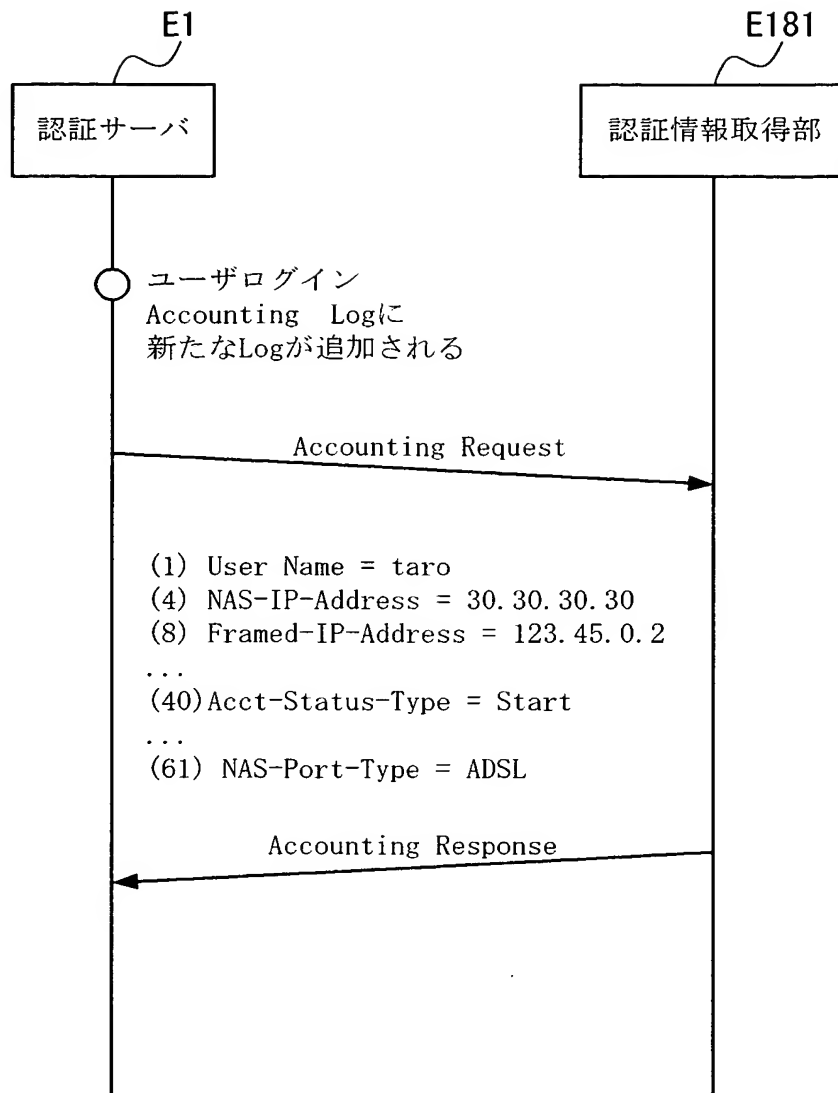 E1
E181
認証サーバ
認証情報取得部
ユーザログイン
Accounting Logに
新たなLogが追加される
Accounting Request
(1) User Name = taro
(4) NAS-IP-Address = 30.30.30.30
(8) Framed-IP-Address = 123.45.0.2
...
(40)Acct-Status-Type = Start
...
(61) NAS-Port-Type = ADSL
Accounting Response